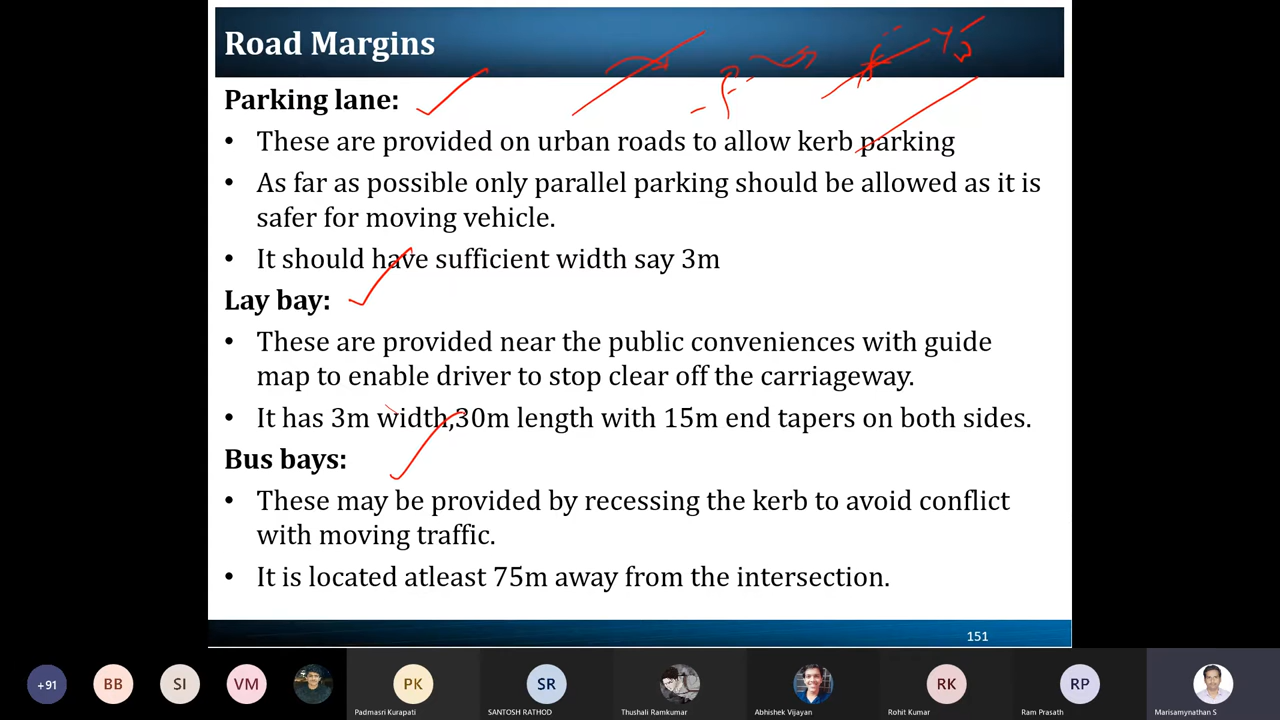 Road Margins
Parking lane:
• These are provided on urban roads to allow kerb parking
• As far as possible only parallel parking should be allowed as it is
safer for moving vehicle.
• It should have sufficient width say 3m
Lay bay:
• These are provided near the public conveniences with guide
map to enable driver to stop clear off the carriageway.
• It has 3m width,30m length with 15m end tapers on both sides.
Bus bays:
• These may be provided by recessing the kerb to avoid conflict
with moving traffic.
• It is located atleast 75m away from the intersection.
151
+91 BB SI VM PK SR RK RP
Padmasri Kurapati SANTOSH RATHOD Thushali Ramkumar Abhishek Vijayan Rohit Kumar Ram Prasath Marisamynathan S